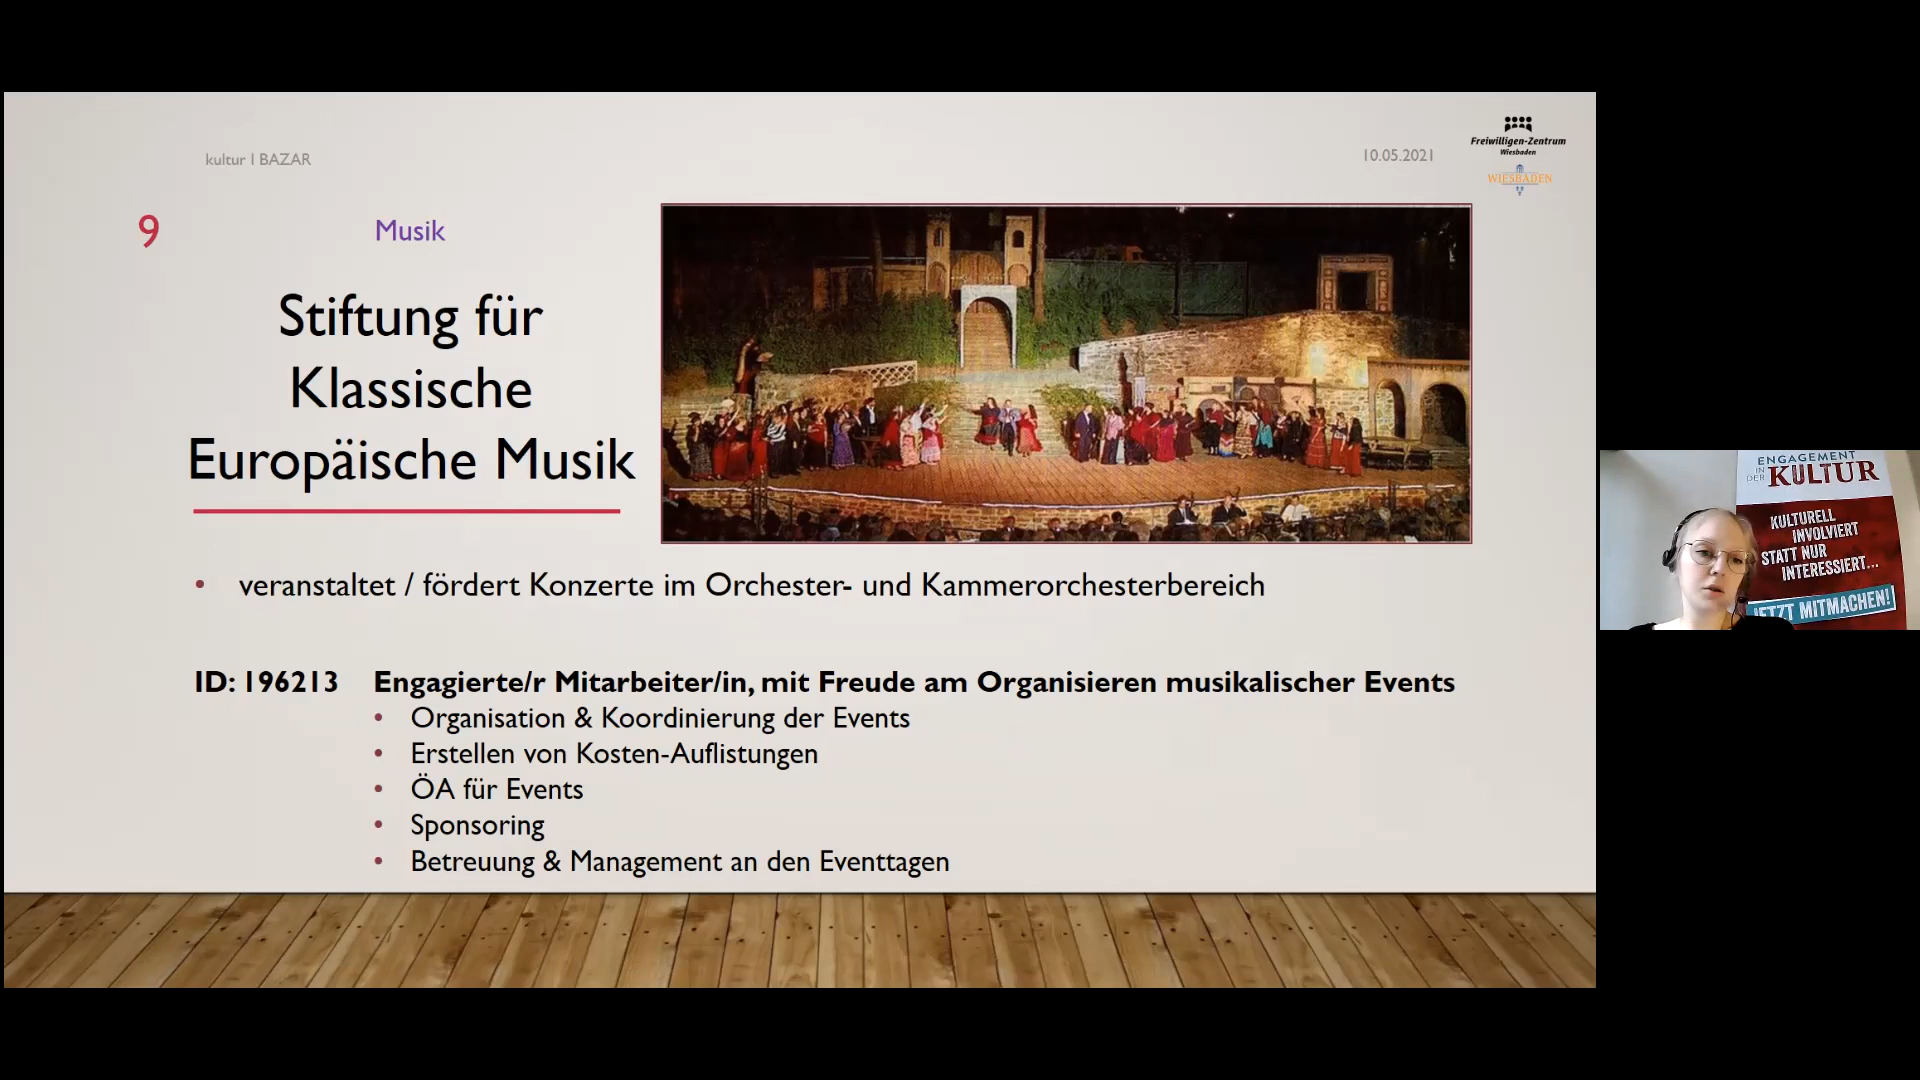 kultur I BAZAR
10.05.2021
Freiwilligen-Zentrum
Wiesbaden
WIESBADEN
9
Musik
Stiftung für
Klassische
Europäische Musik
• veranstaltet / fördert Konzerte im Orchester- und Kammerorchesterbereich
ID: 196213 Engagierte/r Mitarbeiter/in, mit Freude am Organisieren musikalischer Events
• Organisation & Koordinierung der Events
• Erstellen von Kosten-Auflistungen
• ÖA für Events
• Sponsoring
• Betreuung & Management an den Eventtagen
ENGAGEMENT
IN DER KULTUR
KULTURELL
INVOLVIERT
STATT NUR
INTERESSIERT...
JETZT MITMACHEN!